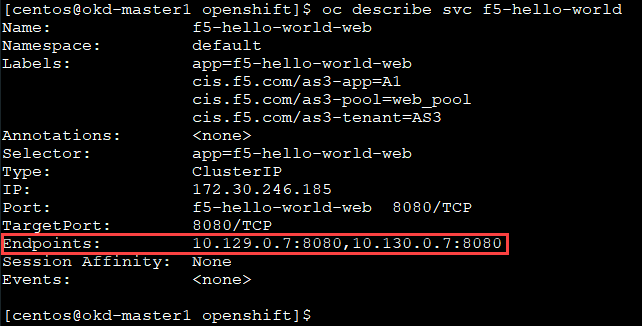 [centos@okd-master1 openshift]$ oc describe svc f5-hello-world
Name: f5-hello-world-web
Namespace: default
Labels: app=f5-hello-world-web
cis.f5.com/as3-app=A1
cis.f5.com/as3-pool=web_pool
cis.f5.com/as3-tenant=AS3
Annotations: <none>
Selector: app=f5-hello-world-web
Type: ClusterIP
IP: 172.30.246.185
Port: f5-hello-world-web 8080/TCP
TargetPort: 8080/TCP
Endpoints: 10.129.0.7:8080,10.130.0.7:8080
Session Affinity: None
Events: <none>
[centos@okd-master1 openshift]$